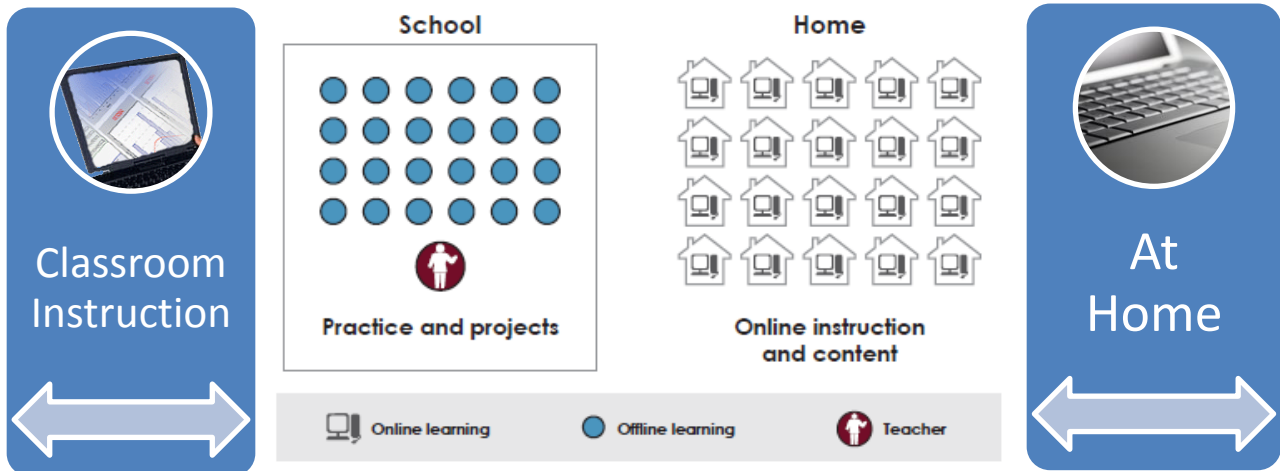 School
Home
Classroom
Instruction
At
Home
Practice and projects
Online instruction
and content
Online learning
Offline learning
Teacher